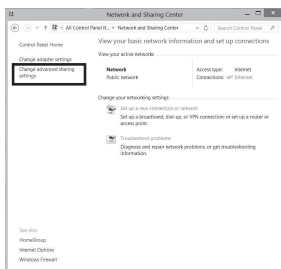 Network and Sharing Center
All Control Panel It... Network and Sharing Center
Search Control Panel
Control Panel Home
Change adapter settings
Change advanced sharing
settings
View your basic network information and set up connections
View your active networks
Network
Public network
Access type: Internet
Connections: Ethernet
Change your networking settings
Set up a new connection or network
Set up a broadband, dial-up, or VPN connection; or set up a router or
access point.
Troubleshoot problems
Diagnose and repair network problems, or get troubleshooting
information.
See also
HomeGroup
Internet Options
Windows Firewall